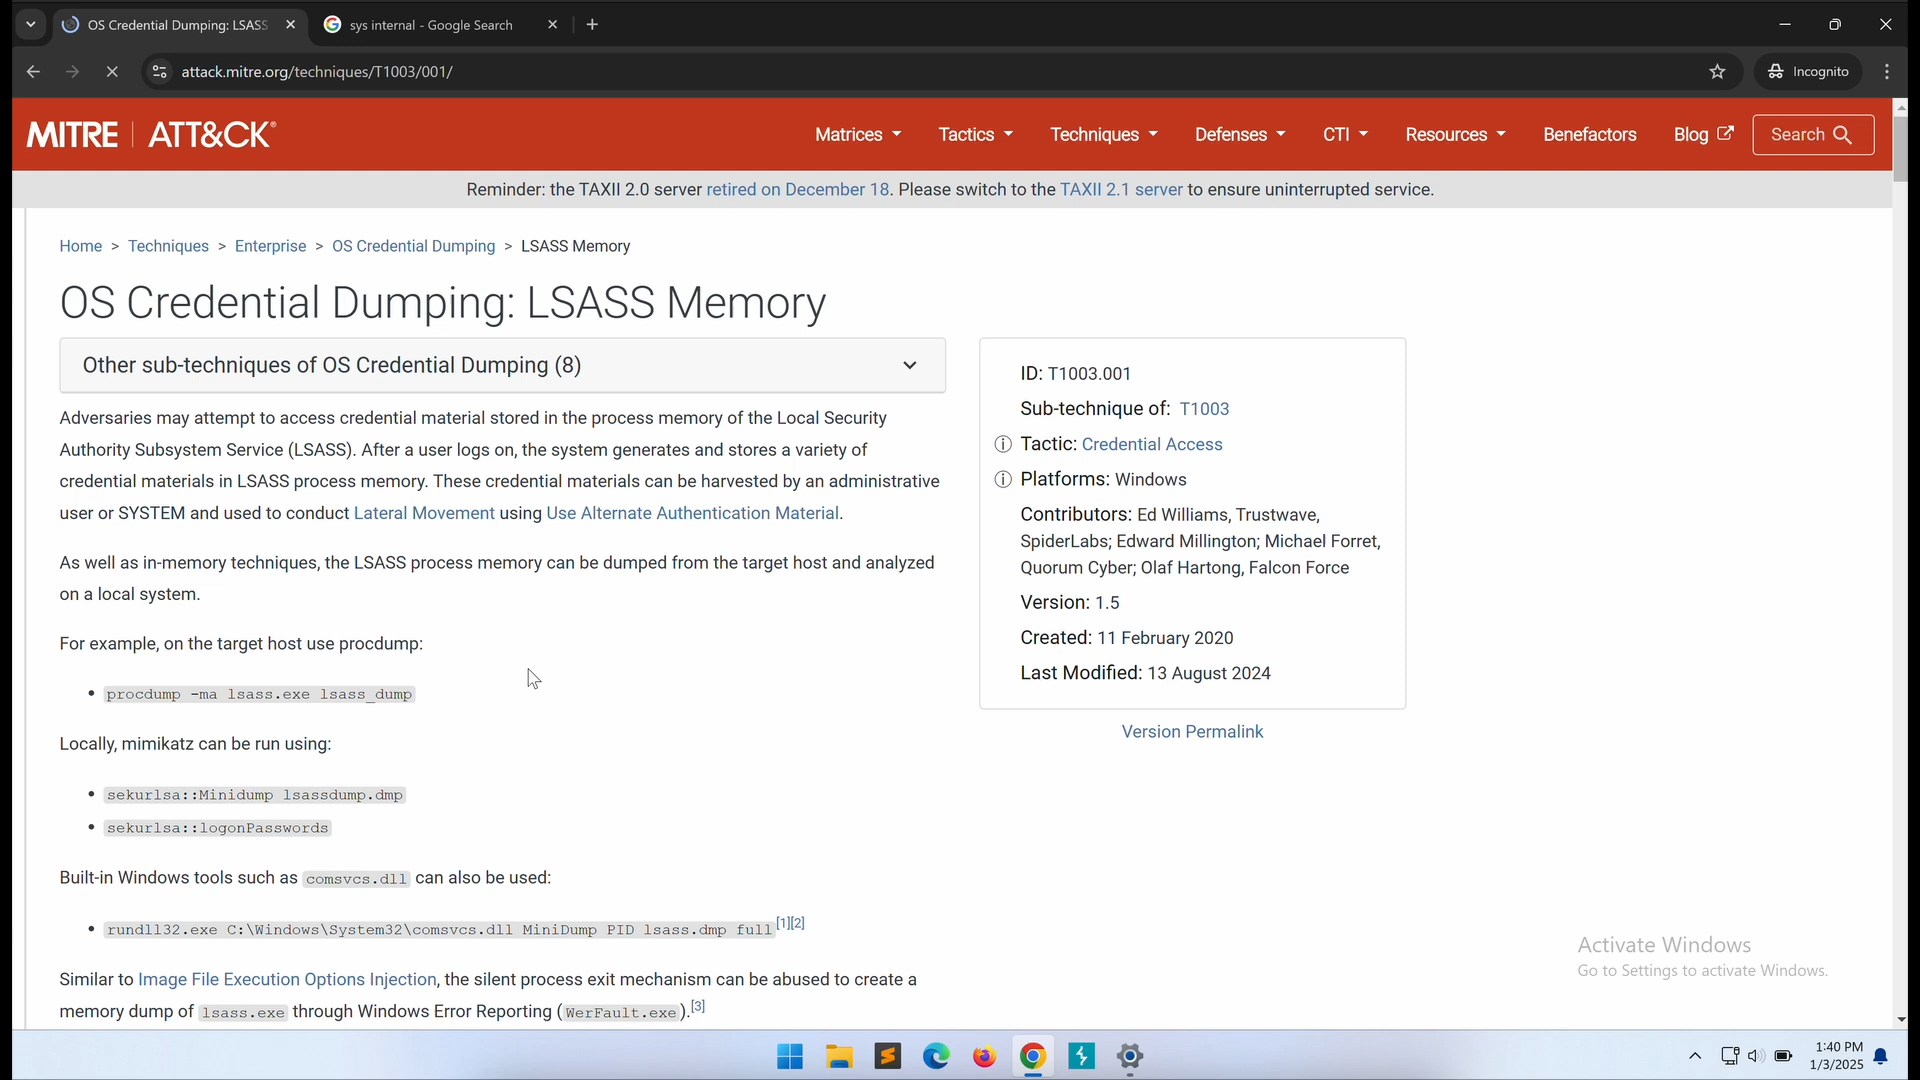 OS Credential Dumping: LSASS
sys internal - Google Search
attack.mitre.org/techniques/T1003/001/
Incognito
MITRE | ATT&CK®
Matrices
Tactics
Techniques
Defenses
CTI
Resources
Benefactors
Blog
Search
Reminder: the TAXII 2.0 server retired on December 18. Please switch to the TAXII 2.1 server to ensure uninterrupted service.
Home > Techniques > Enterprise > OS Credential Dumping > LSASS Memory
OS Credential Dumping: LSASS Memory
Other sub-techniques of OS Credential Dumping (8)
Adversaries may attempt to access credential material stored in the process memory of the Local Security
Authority Subsystem Service (LSASS). After a user logs on, the system generates and stores a variety of
credential materials in LSASS process memory. These credential materials can be harvested by an administrative
user or SYSTEM and used to conduct Lateral Movement using Use Alternate Authentication Material.
As well as in-memory techniques, the LSASS process memory can be dumped from the target host and analyzed
on a local system.
For example, on the target host use procdump:
• procdump -ma lsass.exe lsass_dump
Locally, mimikatz can be run using:
• sekurlsa::Minidump lsassdump.dmp
• sekurlsa::logonPasswords
Built-in Windows tools such as comsvcs.dll can also be used:
• rundll32.exe C:\Windows\System32\comsvcs.dll MiniDump PID lsass.dmp full[1][2]
Similar to Image File Execution Options Injection, the silent process exit mechanism can be abused to create a
memory dump of lsass.exe through Windows Error Reporting (WerFault.exe).[3]
ID: T1003.001
Sub-technique of: T1003
Tactic: Credential Access
Platforms: Windows
Contributors: Ed Williams, Trustwave,
SpiderLabs; Edward Millington; Michael Forret,
Quorum Cyber; Olaf Hartong, Falcon Force
Version: 1.5
Created: 11 February 2020
Last Modified: 13 August 2024
Version Permalink
Activate Windows
Go to Settings to activate Windows.
1:40 PM
1/3/2025